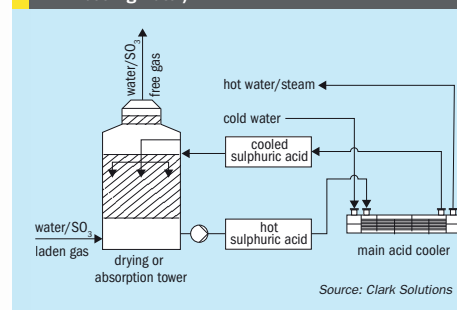 water/SO3
free gas
hot water/steam
cold water
cooled
sulphuric acid
water/SO3
laden gas
hot
sulphuric acid
drying or
absorption tower
main acid cooler
Source: Clark Solutions